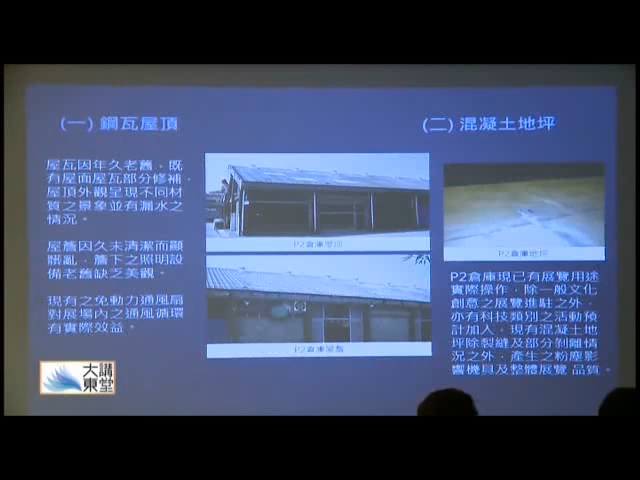 (一) 鋼瓦屋頂
屋瓦因年久老舊，既
有屋面屋瓦部分修補，
屋頂外觀呈現不同材
質之景象並有漏水之
情況。
屋簷因久未清潔而顯
髒亂，簷下之照明設
備老舊缺乏美觀。
現有之免動力通風扇
對展場內之通風循環
有實際效益。
P2倉庫屋頂
P2倉庫屋簷
(二) 混凝土地坪
P2倉庫地坪
P2倉庫現已有展覽用途
實際操作，除一般文化
創意之展覽進駐之外，
亦有科技類別之活動預
計加入，現有混凝土地
坪除裂縫及部分剝離情
況之外，產生之粉塵影
響機具及整體展覽 品質。
大東
講堂